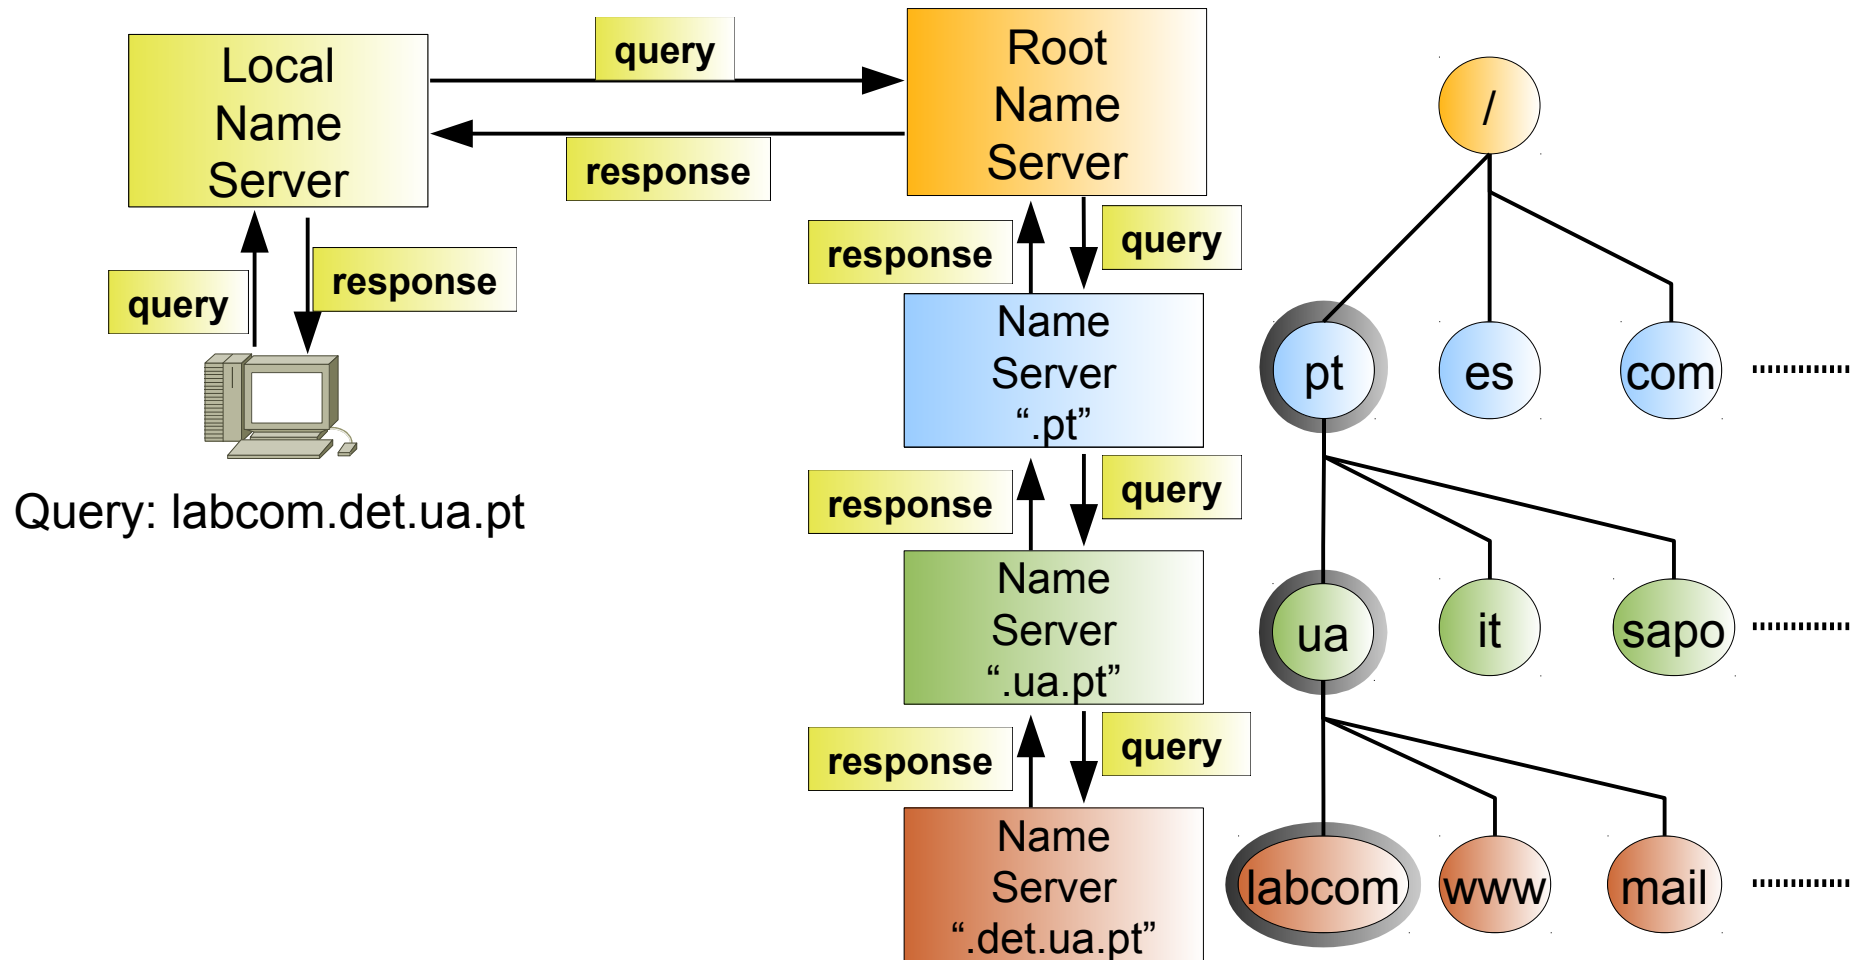 Local
Name
Server
query
response
Root
Name
Server
query
response
response
query
Name
Server
“.pt”
response
query
Name
Server
“.ua.pt”
response
query
Name
Server
“.det.ua.pt”
Query: labcom.det.ua.pt
/
pt
es
com
ua
it
sapo
labcom
www
mail